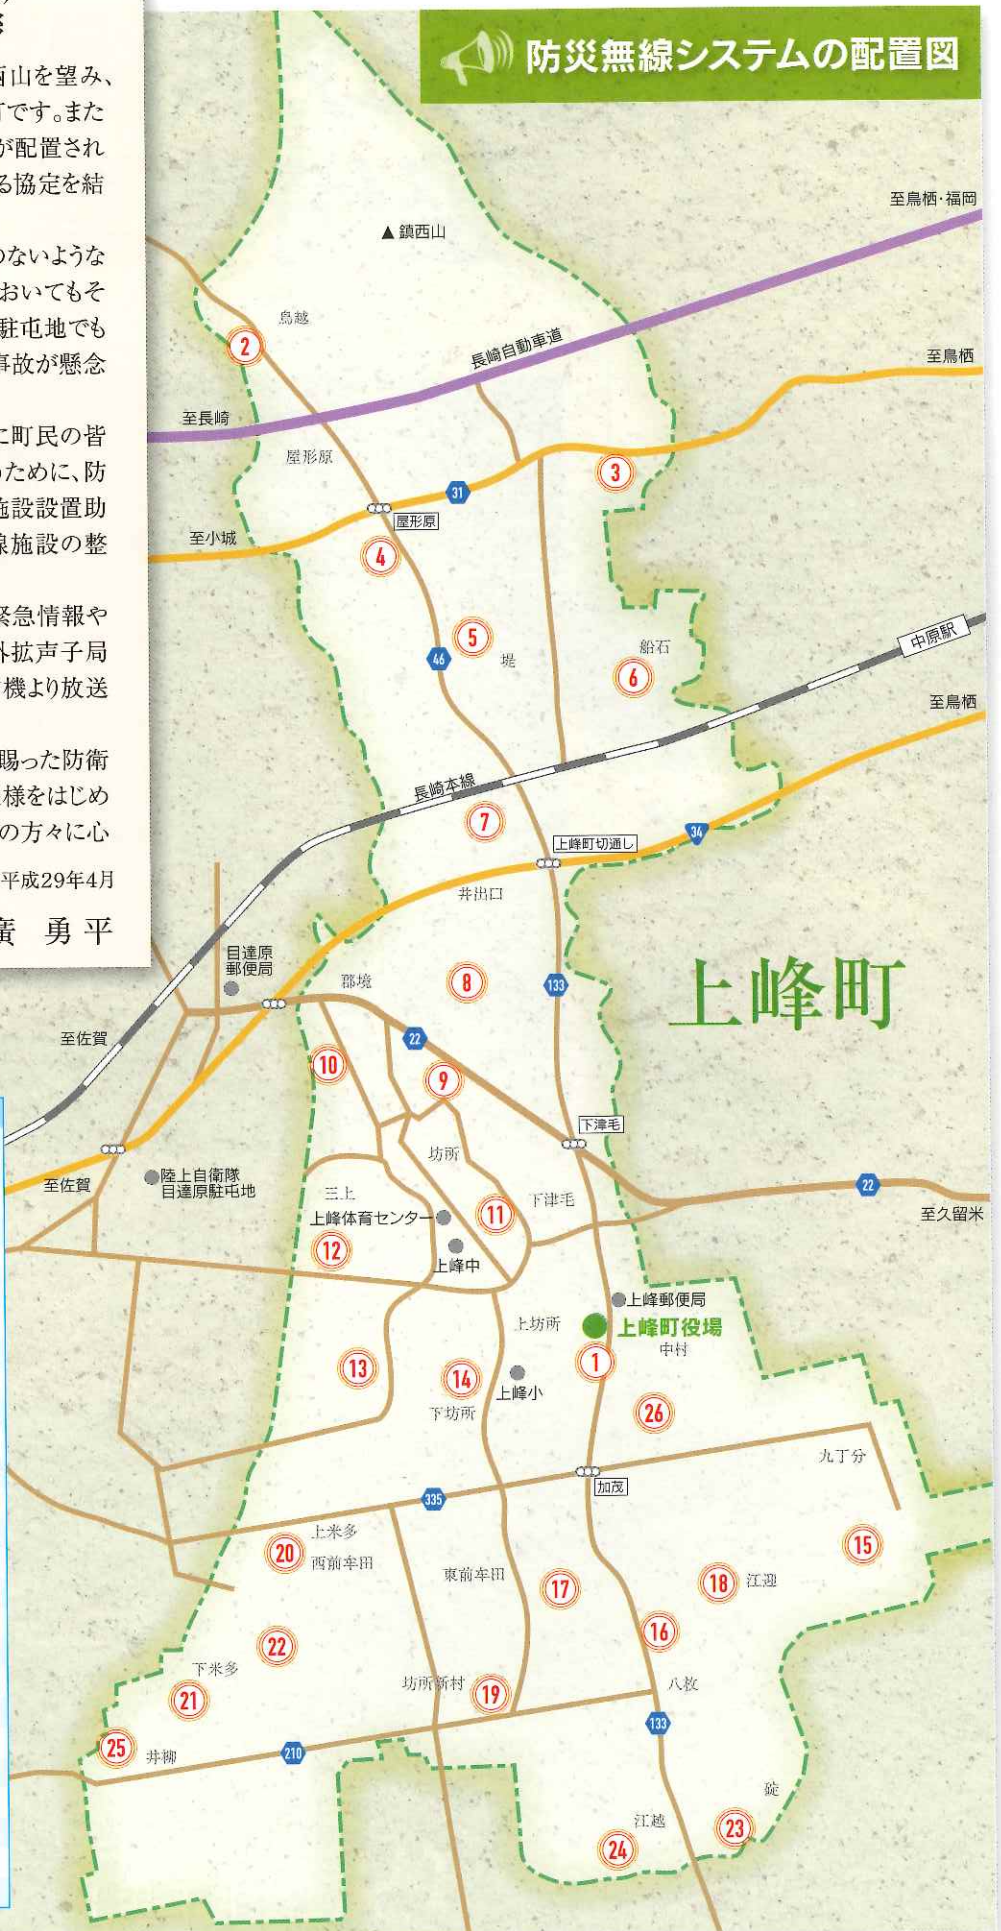 西山を望み、
町です。また
が配置され
る協定を結
のないような
おいてもそ
駐屯地でも
事故が懸念
に町民の皆
のために、防
施設設置助
線施設の整
緊急情報や
外拡声子局
機より放送
賜った防衛
様をはじめ
の方々に心
平成29年4月
廣 勇平
防災無線システムの配置図
至鳥栖・福岡
▲鎮西山
鳥越
2
長崎自動車道
至鳥栖
至長崎
屋形原
3
31
屋形原
至小城
4
5
堤
46
船石
6
中原駅
至鳥栖
長崎本線
7
34
上峰町切通し
井出口
上峰町
目達原
郵便局
郡境
8
133
至佐賀
22
10
9
下津毛
坊所
至佐賀
陸上自衛隊
目達原駐屯地
22
至久留米
三上
下津毛
上峰体育センター
11
12
上峰中
上峰郵便局
上坊所
上峰町役場
中村
13
14
1
上峰小
下坊所
26
九丁分
加茂
335
上米多
20
西前牟田
東前牟田
17
18
江迎
15
22
16
下米多
21
坊所新村
19
八枚
25
井柳
210
133
碇
江越
23
24